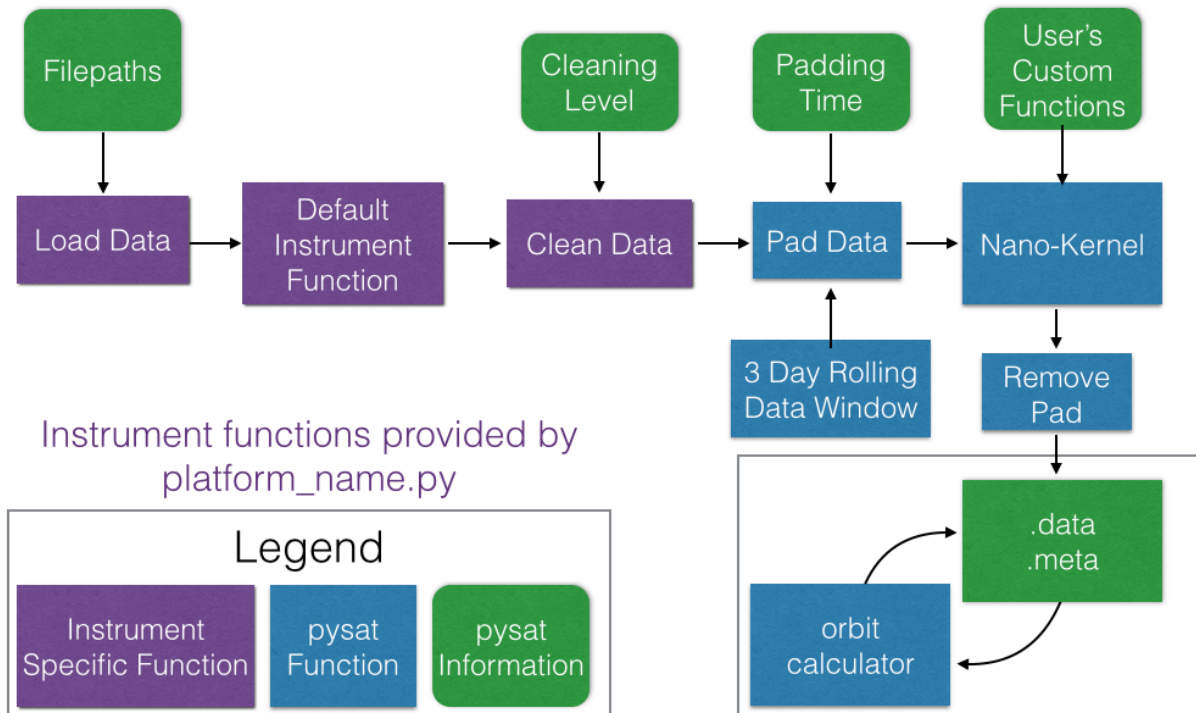 Filepaths
Cleaning
Level
Padding
Time
User's
Custom
Functions
Load Data
Default
Instrument
Function
Clean Data
Pad Data
Nano-Kernel
3 Day Rolling
Data Window
Remove
Pad
Instrument functions provided by
platform_name.py
Legend
Instrument
Specific Function
pysat
Function
pysat
Information
.data
.meta
orbit
calculator